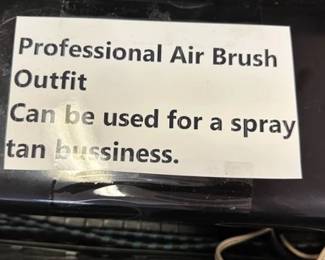 Professional Air Brush
Outfit
Can be used for a spray
tan bussiness.